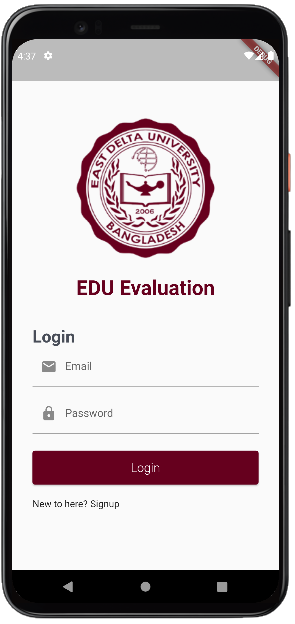 4:37
DEBUG
EAST DELTA UNIVERSITY
2006
BANGLADESH
EDU Evaluation
Login
Email
Password
Login
New to here? Signup